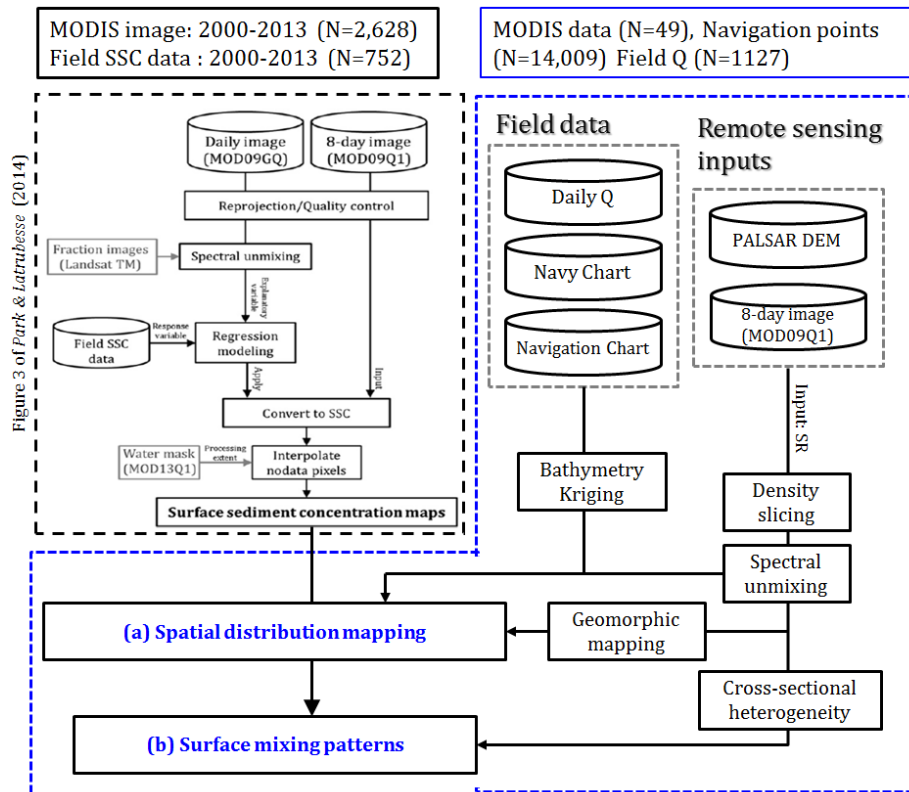 MODIS image: 2000-2013 (N=2,628)
Field SSC data : 2000-2013 (N=752)
MODIS data (N=49), Navigation points
(N=14,009) Field Q (N=1127)
Figure 3 of Park & Latrubesse (2014)
Daily image
(MOD09GQ)
8-day image
(MOD09Q1)
Reprojection/Quality control
Fraction images
(Landsat TM)
Spectral unmixing
Explanatory
variable
Field SSC
data
Response
variable
Regression
modeling
Apply
Input
Convert to SSC
Water mask
(MOD13Q1)
Processing
extent
Interpolate
nodata pixels
Surface sediment concentration maps
Field data
Daily Q
Navy Chart
Navigation Chart
Remote sensing
inputs
PALSAR DEM
8-day image
(MOD09Q1)
Input: SR
Bathymetry
Kriging
Density
slicing
Spectral
unmixing
(a) Spatial distribution mapping
Geomorphic
mapping
Cross-sectional
heterogeneity
(b) Surface mixing patterns